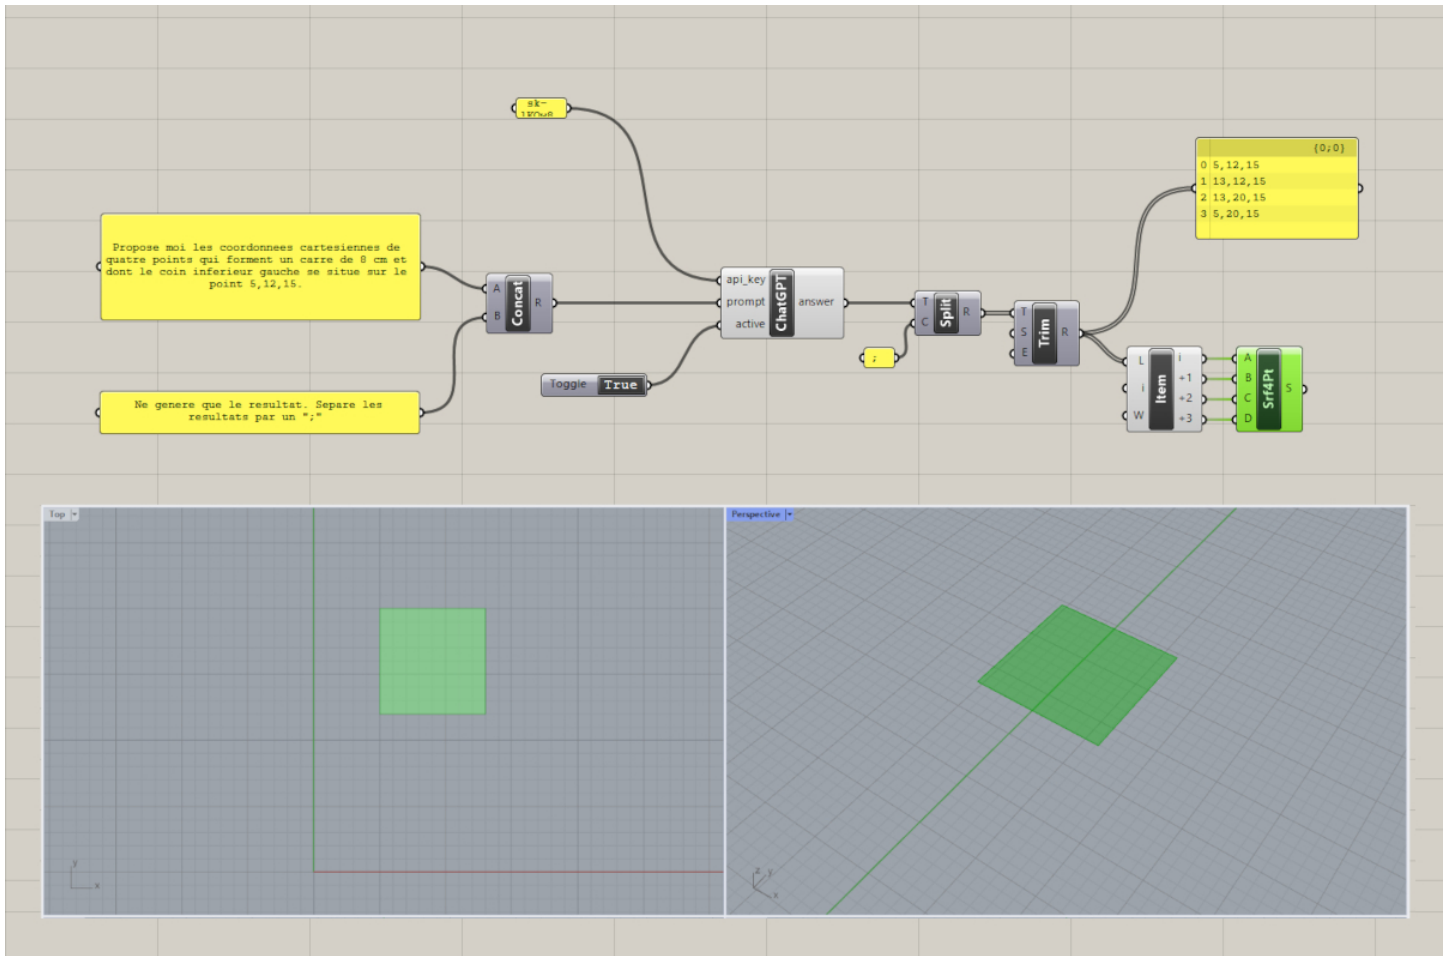 sk-
{0;0}
0 5,12,15
1 13,12,15
2 13,20,15
3 5,20,15
Propose moi les coordonnees cartesiennes de
quatre points qui forment un carre de 8 cm et
dont le coin inferieur gauche se situe sur le
point 5,12,15.
A
B
Concat
R
api_key
prompt
active
ChatGPT
answer
T
C
Split
R
T
S
E
Trim
R
;
Toggle True
L
i
W
Item
i
+1
+2
+3
A
B
C
D
Srf4Pt
S
Ne genere que le resultat. Separe les
resultats par un ";"
Top
Perspective
y
x
z
y
x